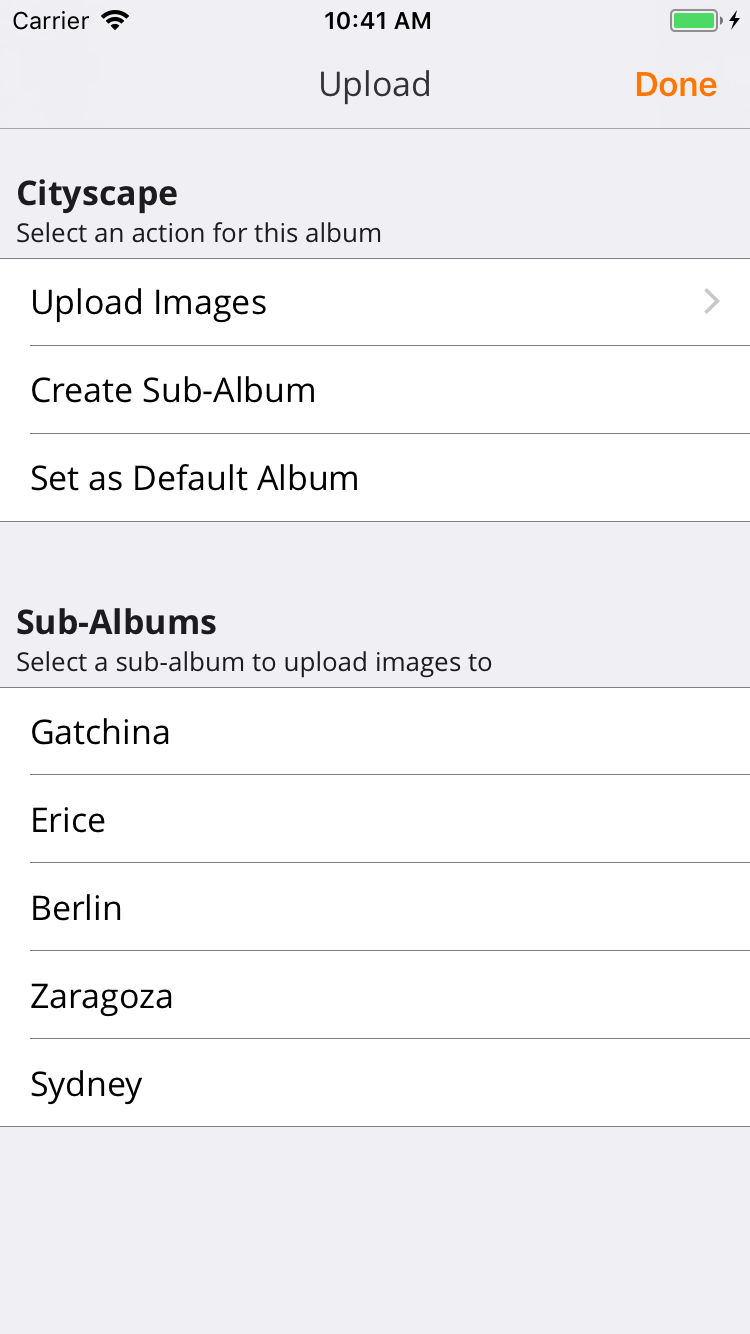 Carrier 10:41 AM
Upload Done
Cityscape
Select an action for this album
Upload Images
Create Sub-Album
Set as Default Album
Sub-Albums
Select a sub-album to upload images to
Gatchina
Erice
Berlin
Zaragoza
Sydney